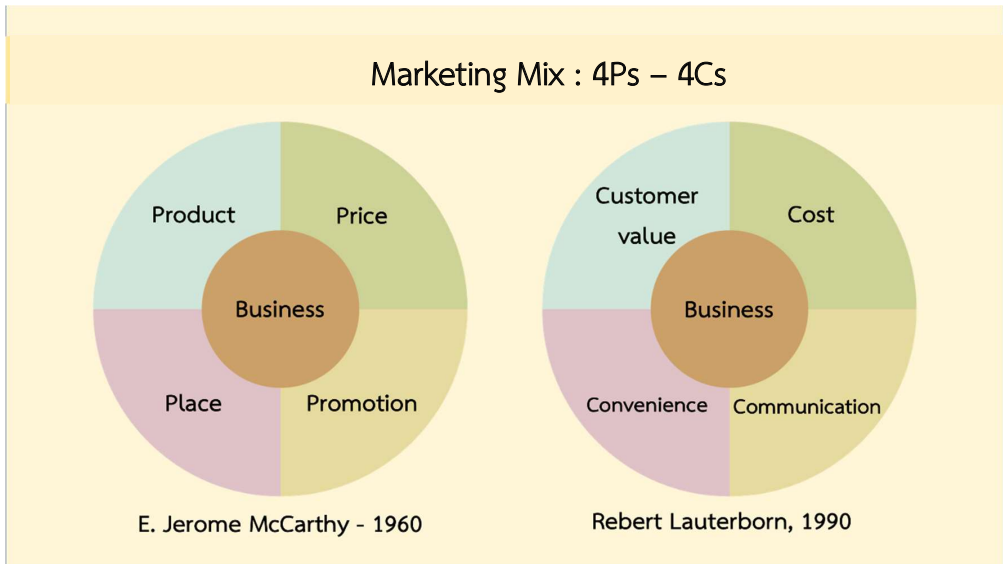 Marketing Mix : 4Ps – 4Cs
Product
Price
Business
Place
Promotion
E. Jerome McCarthy - 1960
Customer
value
Cost
Business
Convenience
Communication
Rebert Lauterborn, 1990